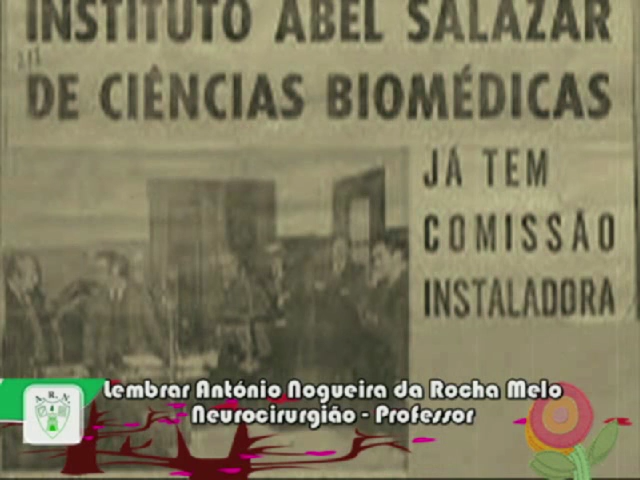 INSTITUTO ABEL SALAZAR
DE CIÊNCIAS BIOMÉDICAS
JÁ TEM
COMISSÃO
INSTALADORA
A. R. N.
Lembrar António Nogueira da Rocha Melo
Neurocirurgião - Professor